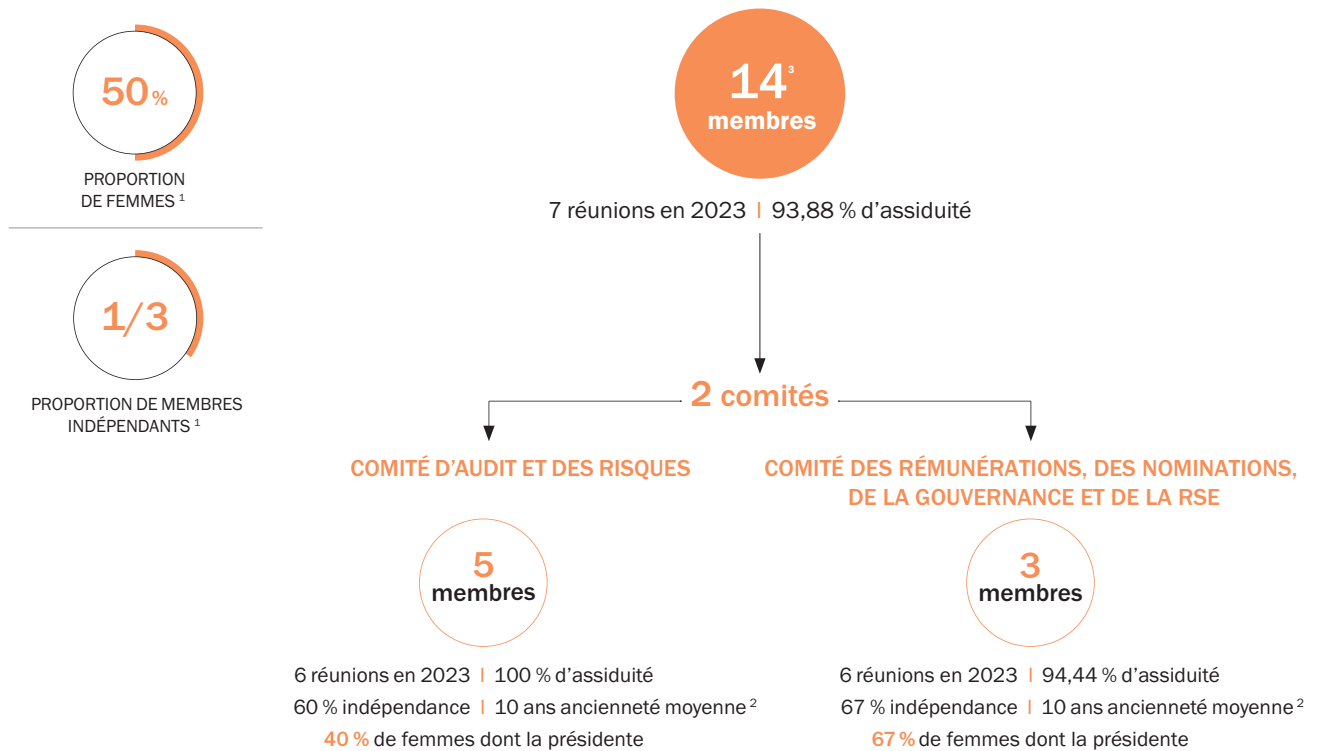 50 %
PROPORTION
DE FEMMES ¹
1/3
PROPORTION DE MEMBRES
INDÉPENDANTS ¹
14³
membres
7 réunions en 2023 | 93,88 % d’assiduité
2 comités
COMITÉ D’AUDIT ET DES RISQUES
5
membres
6 réunions en 2023 | 100 % d’assiduité
60 % indépendance | 10 ans ancienneté moyenne ²
40 % de femmes dont la présidente
COMITÉ DES RÉMUNÉRATIONS, DES NOMINATIONS,
DE LA GOUVERNANCE ET DE LA RSE
3
membres
6 réunions en 2023 | 94,44 % d’assiduité
67 % indépendance | 10 ans ancienneté moyenne ²
67 % de femmes dont la présidente